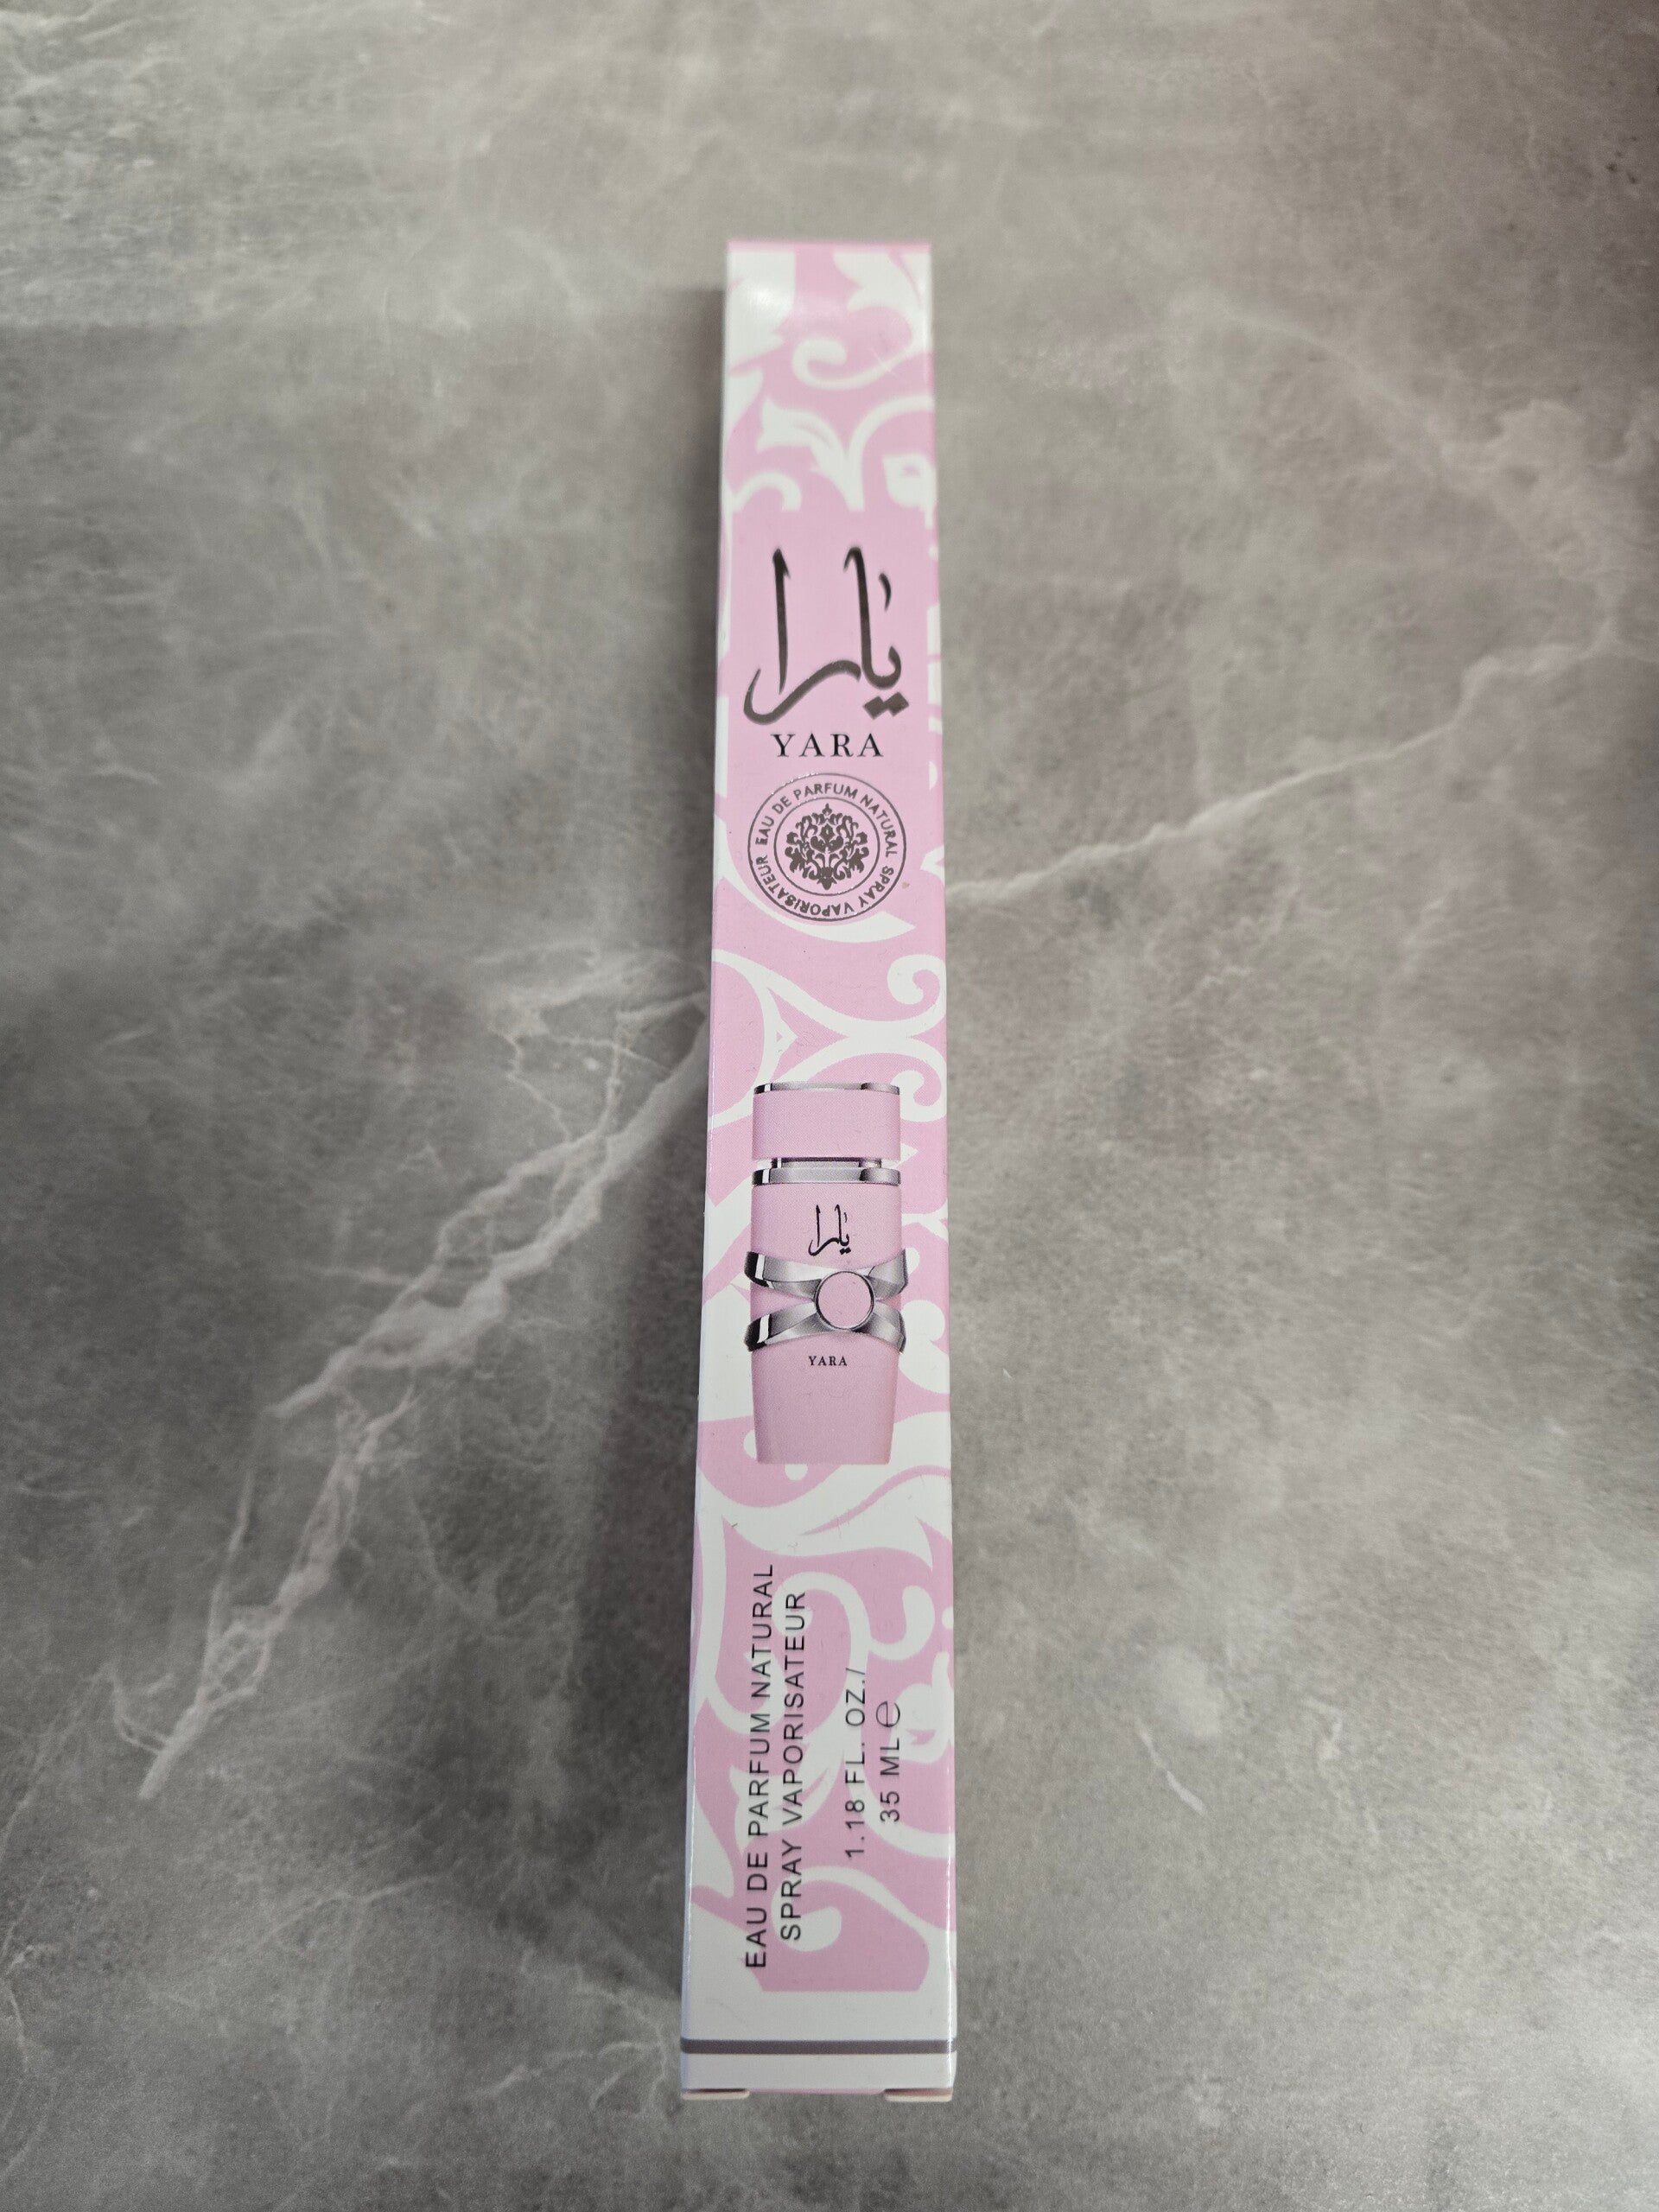 يارا
YARA
EAU DE PARFUM NATURAL SPRAY VAPORISATEUR
يارا
YARA
EAU DE PARFUM NATURAL
SPRAY VAPORISATEUR
1.18 FL. OZ./
35 ML ℮